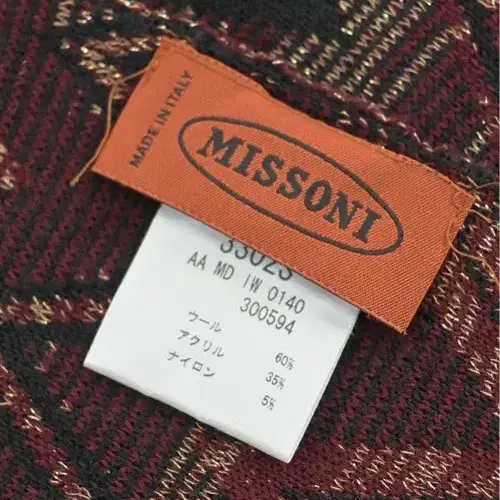 MADE IN ITALY
MISSONI
33023
AA MD IW 0140
300594
ウール 60%
アクリル 35%
ナイロン 5%